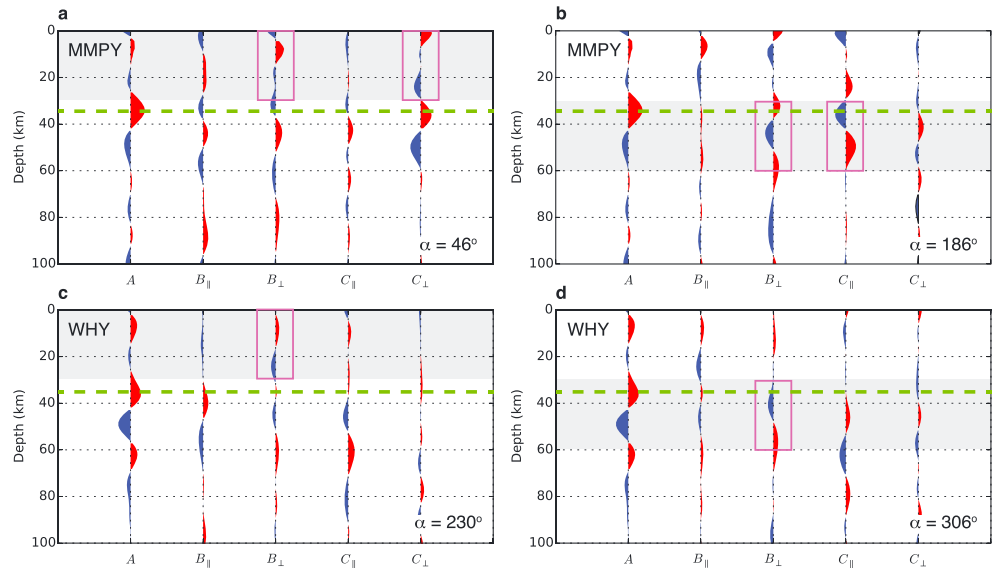 a
MMPY
Depth (km)
0
20
40
60
80
100
α = 46°
A B∥ B⊥ C∥ C⊥
b
MMPY
Depth (km)
0
20
40
60
80
100
α = 186°
A B∥ B⊥ C∥ C⊥
c
WHY
Depth (km)
0
20
40
60
80
100
α = 230°
A B∥ B⊥ C∥ C⊥
d
WHY
Depth (km)
0
20
40
60
80
100
α = 306°
A B∥ B⊥ C∥ C⊥